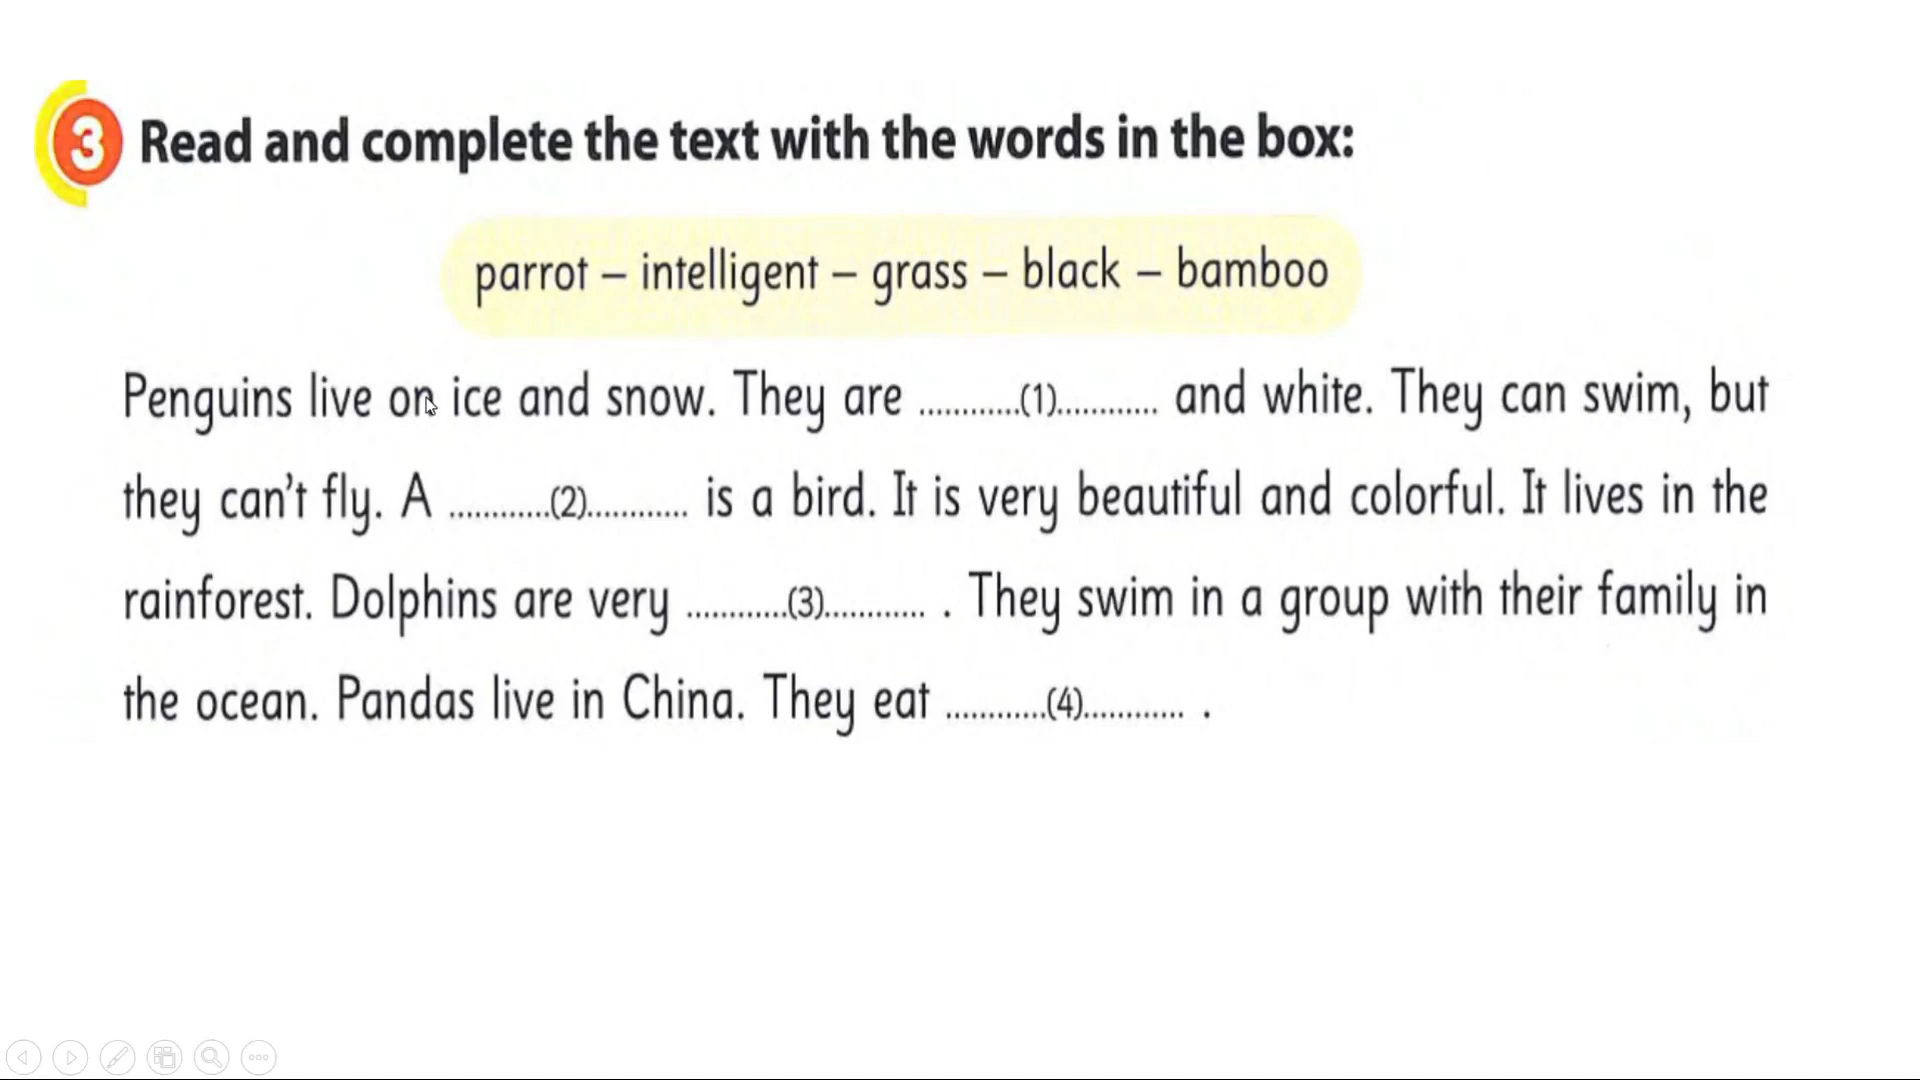 3 Read and complete the text with the words in the box:
parrot – intelligent – grass – black – bamboo
Penguins live on ice and snow. They are ............(1)............ and white. They can swim, but
they can't fly. A ............(2)............ is a bird. It is very beautiful and colorful. It lives in the
rainforest. Dolphins are very ............(3)............ . They swim in a group with their family in
the ocean. Pandas live in China. They eat ............(4)............ .